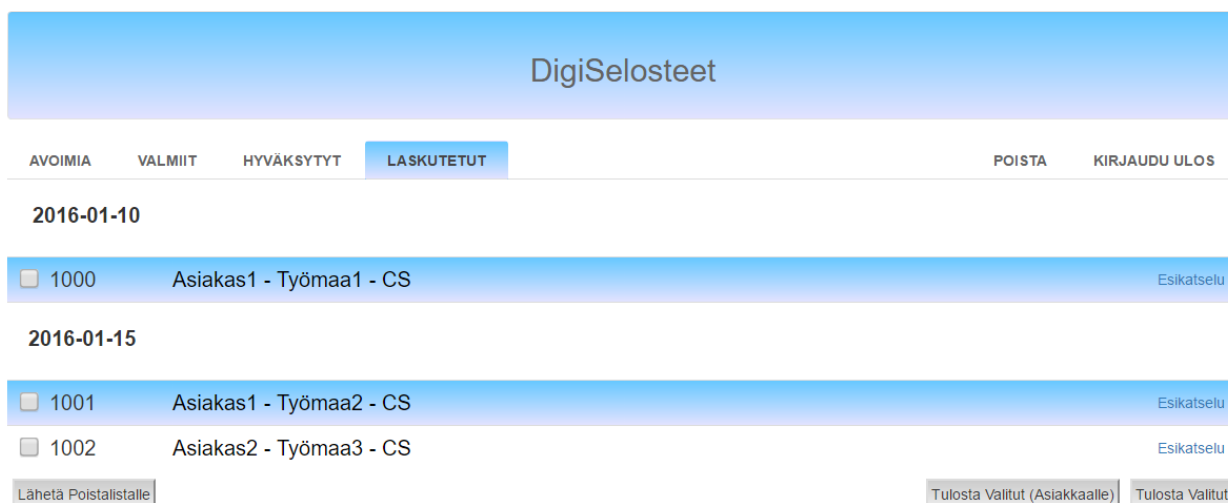 DigiSelosteet
AVOIMIA VALMIIT HYVÄKSYTYT LASKUTETUT POISTA KIRJAUDU ULOS
2016-01-10
1000 Asiakas1 - Työmaa1 - CS Esikatselu
2016-01-15
1001 Asiakas1 - Työmaa2 - CS Esikatselu
1002 Asiakas2 - Työmaa3 - CS Esikatselu
Lähetä Poistalistalle Tulosta Valitut (Asiakkaalle) Tulosta Valitut